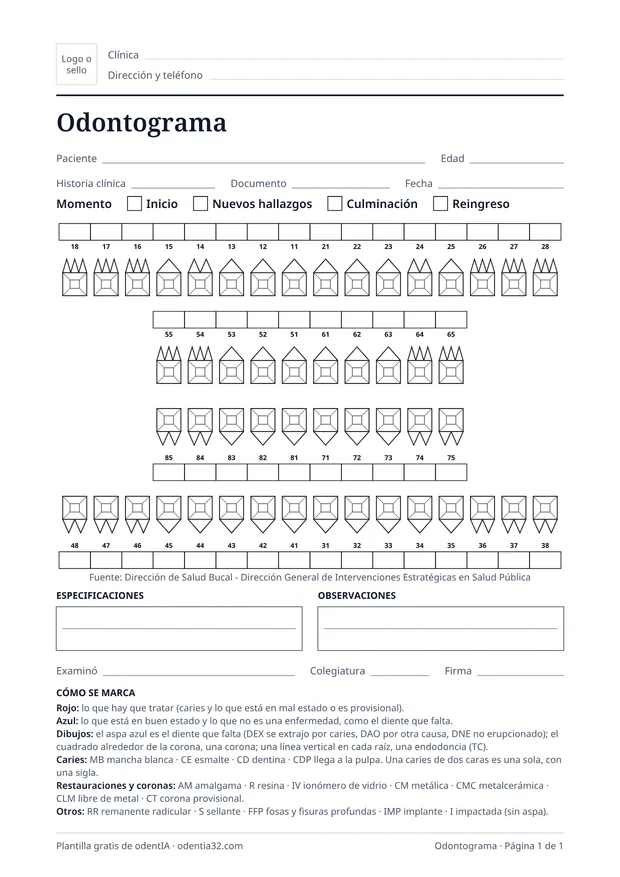 Logo o
sello
Clínica
Dirección y teléfono
Odontograma
Paciente Edad
Historia clínica Documento Fecha
Momento Inicio Nuevos hallazgos Culminación Reingreso
18 17 16 15 14 13 12 11 21 22 23 24 25 26 27 28
55 54 53 52 51 61 62 63 64 65
85 84 83 82 81 71 72 73 74 75
48 47 46 45 44 43 42 41 31 32 33 34 35 36 37 38
Fuente: Dirección de Salud Bucal - Dirección General de Intervenciones Estratégicas en Salud Pública
ESPECIFICACIONES OBSERVACIONES
Examinó Colegiatura Firma
CÓMO SE MARCA
Rojo: lo que hay que tratar (caries y lo que está en mal estado o es provisional).
Azul: lo que está en buen estado y lo que no es una enfermedad, como el diente que falta.
Dibujos: el aspa azul es el diente que falta (DEX se extrajo por caries, DAO por otra causa, DNE no erupcionado); el
cuadrado alrededor de la corona, una corona; una línea vertical en cada raíz, una endodoncia (TC).
Caries: MB mancha blanca · CE esmalte · CD dentina · CDP llega a la pulpa. Una caries de dos caras es una sola, con
una sigla.
Restauraciones y coronas: AM amalgama · R resina · IV ionómero de vidrio · CM metálica · CMC metalcerámica ·
CLM libre de metal · CT corona provisional.
Otros: RR remanente radicular · S sellante · FFP fosas y fisuras profundas · IMP implante · I impactada (sin aspa).
Plantilla gratis de odentIA · odentia32.com Odontograma · Página 1 de 1